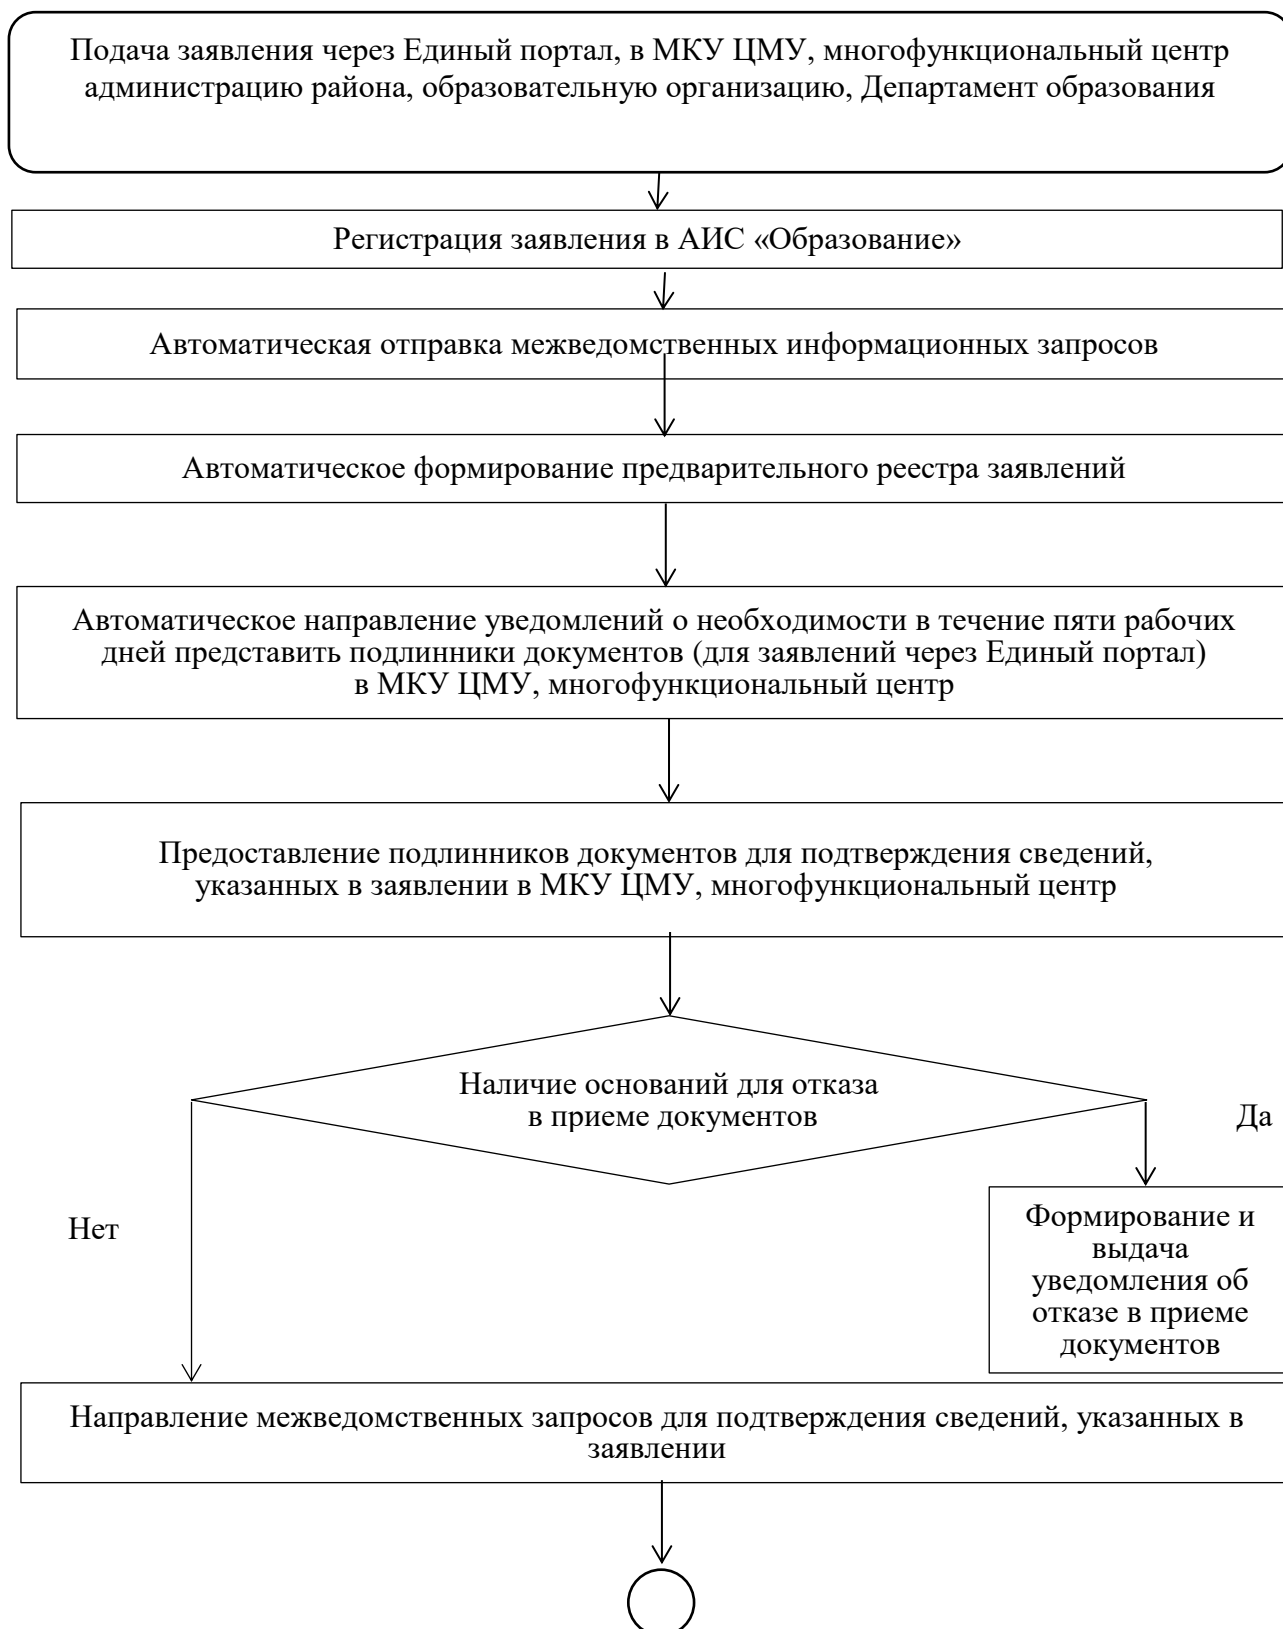 Подача заявления через Единый портал, в МКУ ЦМУ, многофункциональный центр
администрацию района, образовательную организацию, Департамент образования
Регистрация заявления в АИС «Образование»
Автоматическая отправка межведомственных информационных запросов
Автоматическое формирование предварительного реестра заявлений
Автоматическое направление уведомлений о необходимости в течение пяти рабочих
дней представить подлинники документов (для заявлений через Единый портал)
в МКУ ЦМУ, многофункциональный центр
Предоставление подлинников документов для подтверждения сведений,
указанных в заявлении в МКУ ЦМУ, многофункциональный центр
Наличие оснований для отказа
в приеме документов
Да
Нет
Формирование и
выдача
уведомления об
отказе в приеме
документов
Направление межведомственных запросов для подтверждения сведений, указанных в
заявлении